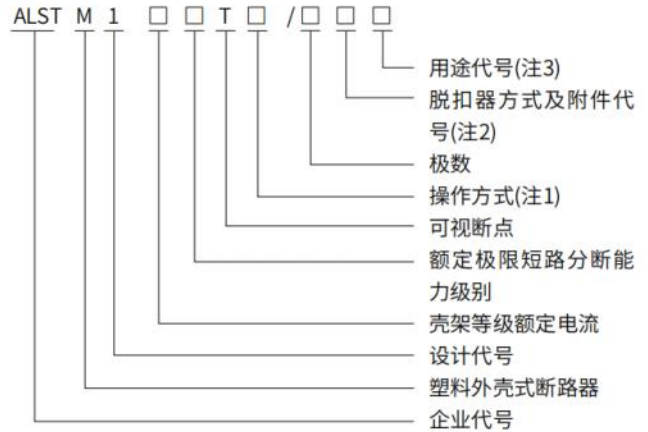 ALST M 1 □ □ T □ /□ □ □
用途代号(注3)
脱扣器方式及附件代
号(注2)
极数
操作方式(注1)
可视断点
额定极限短路分断能
力级别
壳架等级额定电流
设计代号
塑料外壳式断路器
企业代号